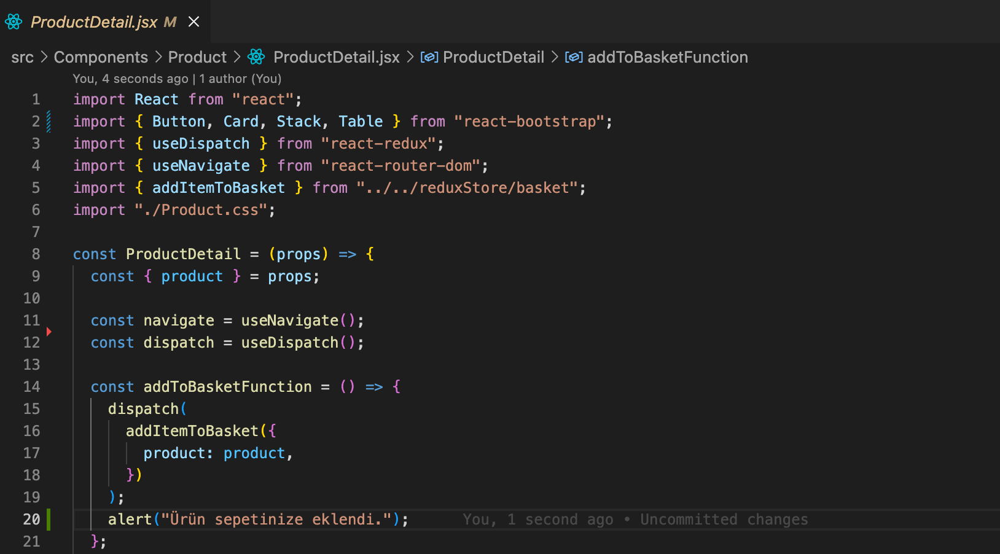 ProductDetail.jsx M
src > Components > Product > ProductDetail.jsx > ProductDetail > addToBasketFunction
You, 4 seconds ago | 1 author (You)
1 import React from "react";
2 import { Button, Card, Stack, Table } from "react-bootstrap";
3 import { useDispatch } from "react-redux";
4 import { useNavigate } from "react-router-dom";
5 import { addItemToBasket } from "../../reduxStore/basket";
6 import "./Product.css";
7
8 const ProductDetail = (props) => {
9 const { product } = props;
10
11 const navigate = useNavigate();
12 const dispatch = useDispatch();
13
14 const addToBasketFunction = () => {
15 dispatch(
16 addItemToBasket({
17 product: product,
18 })
19 );
20 alert("Ürün sepetinize eklendi."); You, 1 second ago • Uncommitted changes
21 };